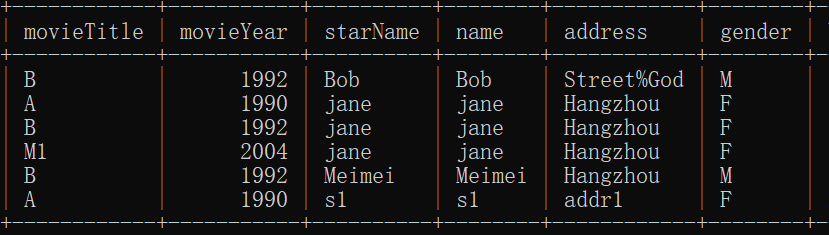 movieTitle | movieYear | starName | name | address | gender |
B | 1992 | Bob | Bob | Street%God | M
A | 1990 | jane | jane | Hangzhou | F
B | 1992 | jane | jane | Hangzhou | F
M1 | 2004 | jane | jane | Hangzhou | F
B | 1992 | Meimei | Meimei | Hangzhou | M
A | 1990 | s1 | s1 | addr1 | F